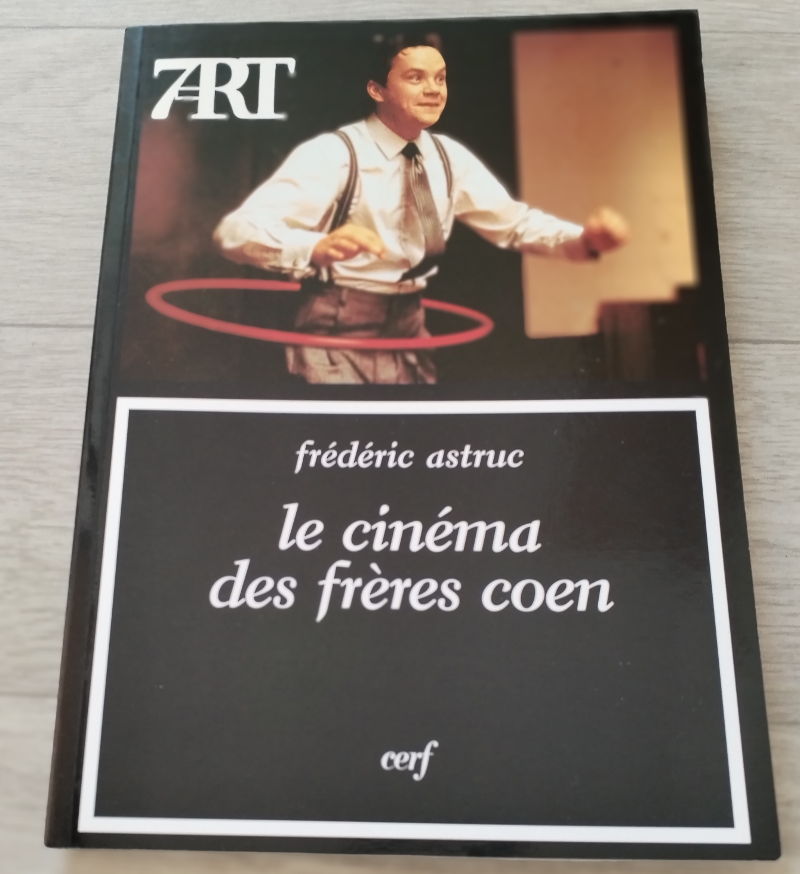 7ART
frédéric astruc
le cinéma
des frères coen
cerf